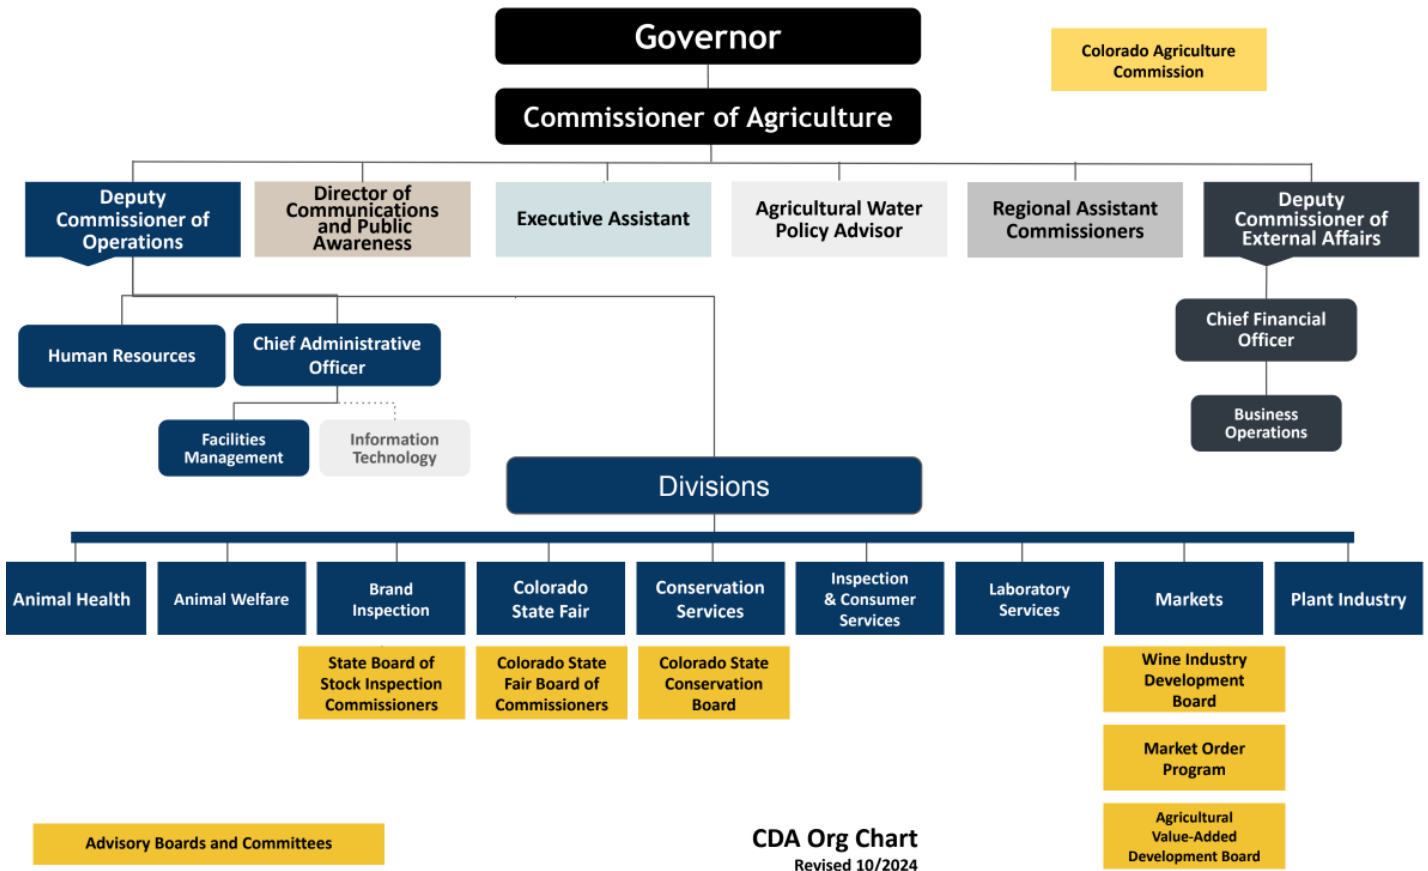 Governor
Colorado Agriculture
Commission
Commissioner of Agriculture
Deputy
Commissioner of
Operations
Director of
Communications
and Public
Awareness
Executive Assistant
Agricultural Water
Policy Advisor
Regional Assistant
Commissioners
Deputy
Commissioner of
External Affairs
Human Resources
Chief Administrative
Officer
Chief Financial
Officer
Facilities
Management
Information
Technology
Business
Operations
Divisions
Animal Health
Animal Welfare
Brand
Inspection
Colorado
State Fair
Conservation
Services
Inspection
& Consumer
Services
Laboratory
Services
Markets
Plant Industry
State Board of
Stock Inspection
Commissioners
Colorado State
Fair Board of
Commissioners
Colorado State
Conservation
Board
Wine Industry
Development
Board
Market Order
Program
Agricultural
Value-Added
Development Board
Advisory Boards and Committees
CDA Org Chart
Revised 10/2024